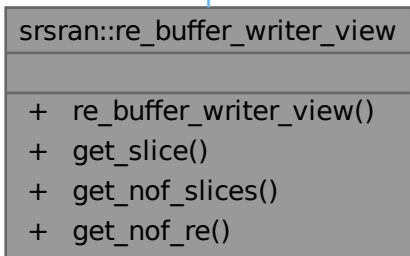 srsran::re_buffer_writer_view
+ re_buffer_writer_view()
+ get_slice()
+ get_nof_slices()
+ get_nof_re()